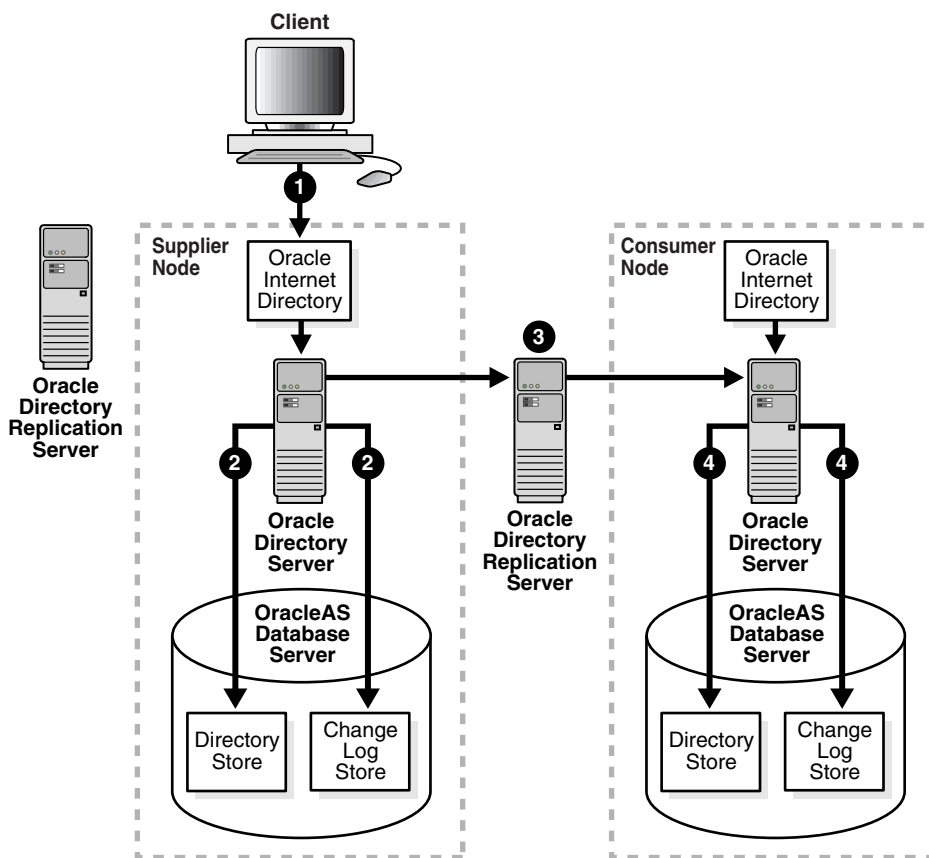 Client
1
Supplier
Node
Oracle
Internet
Directory
Consumer
Node
Oracle
Internet
Directory
3
Oracle
Directory
Replication
Server
2
2
4
4
Oracle
Directory
Server
Oracle
Directory
Replication
Server
Oracle
Directory
Server
OracleAS
Database
Server
OracleAS
Database
Server
Directory
Store
Change
Log
Store
Directory
Store
Change
Log
Store